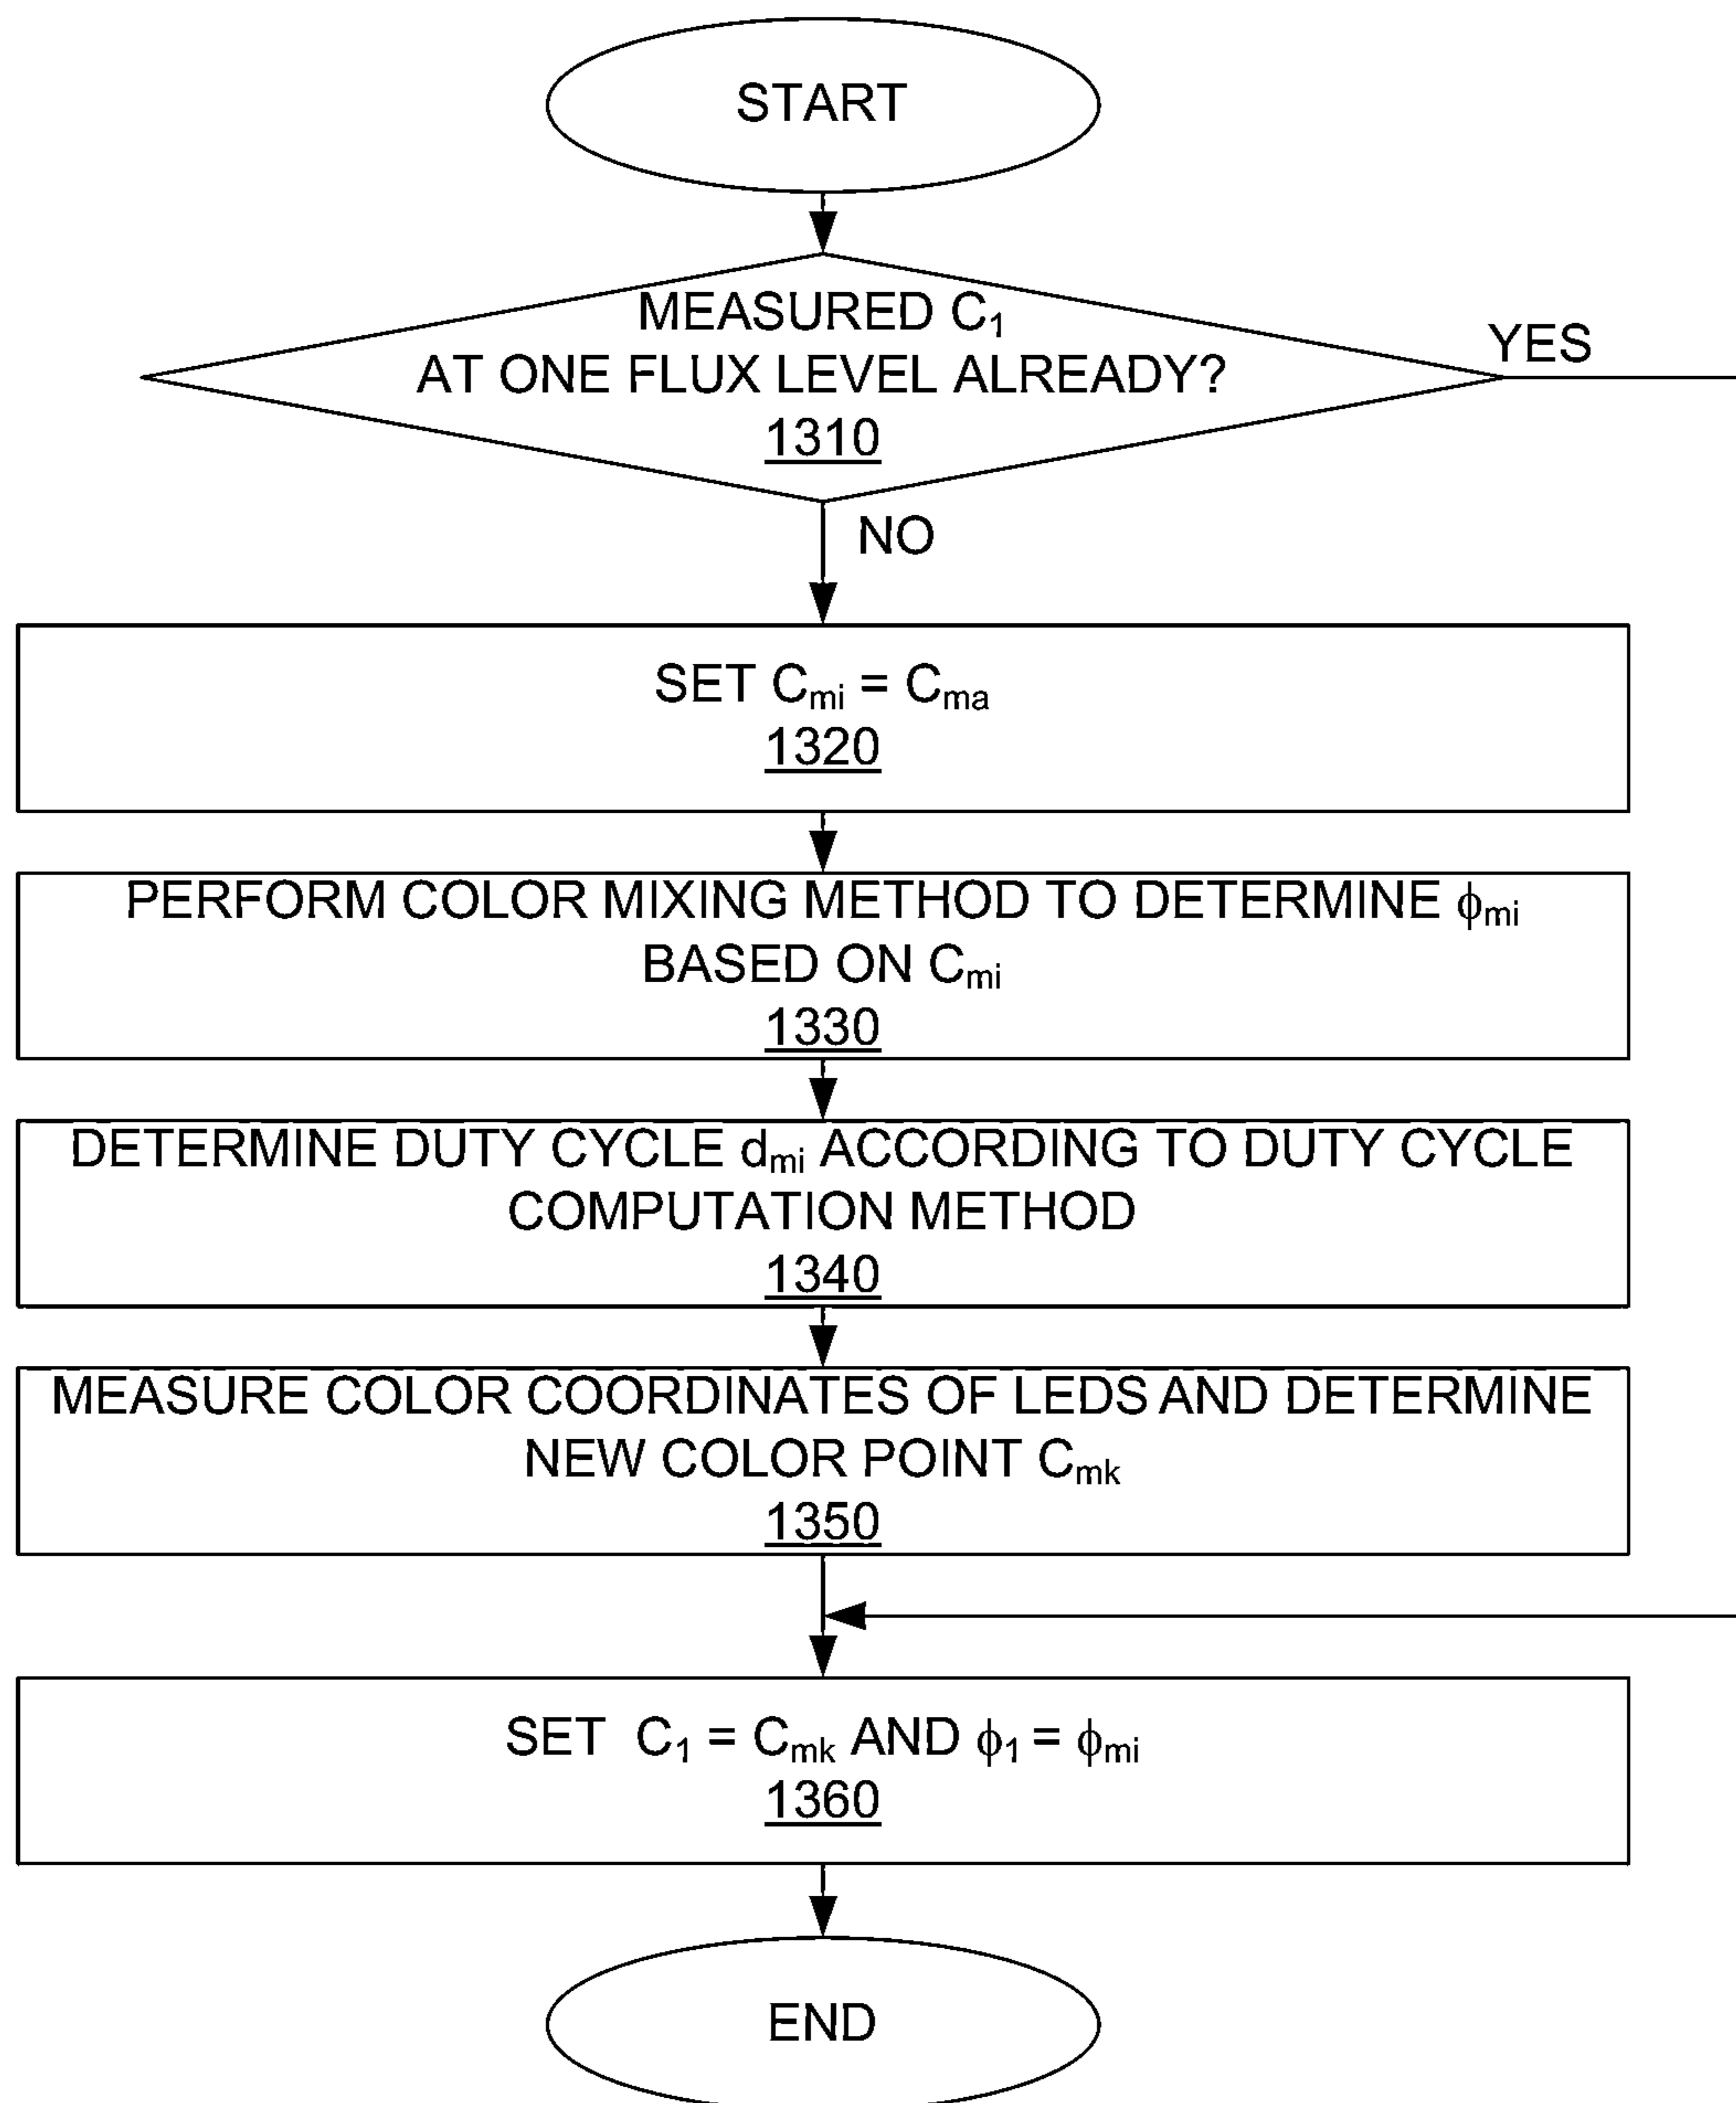 START
MEASURED C₁
AT ONE FLUX LEVEL ALREADY?
1310
YES
NO
SET Cₘᵢ = Cₘₐ
1320
PERFORM COLOR MIXING METHOD TO DETERMINE ϕₘᵢ
BASED ON Cₘᵢ
1330
DETERMINE DUTY CYCLE dₘᵢ ACCORDING TO DUTY CYCLE
COMPUTATION METHOD
1340
MEASURE COLOR COORDINATES OF LEDS AND DETERMINE
NEW COLOR POINT Cₘₖ
1350
SET C₁ = Cₘₖ AND ϕ₁ = ϕₘᵢ
1360
END